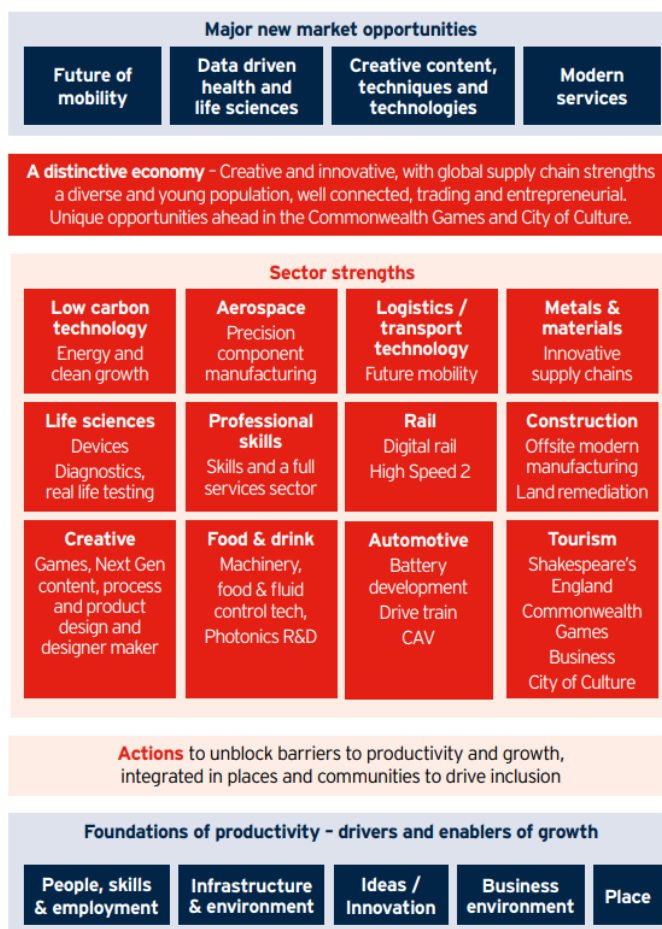 Major new market opportunities
Future of
mobility
Data driven
health and
life sciences
Creative content,
techniques and
technologies
Modern
services
A distinctive economy – Creative and innovative, with global supply chain strengths
a diverse and young population, well connected, trading and entrepreneurial.
Unique opportunities ahead in the Commonwealth Games and City of Culture.
Sector strengths
Low carbon
technology
Energy and
clean growth
Aerospace
Precision
component
manufacturing
Logistics /
transport
technology
Future mobility
Metals &
materials
Innovative
supply chains
Life sciences
Devices
Diagnostics,
real life testing
Professional
skills
Skills and a full
services sector
Rail
Digital rail
High Speed 2
Construction
Offsite modern
manufacturing
Land remediation
Creative
Games, Next Gen
content, process
and product
design and
designer maker
Food & drink
Machinery,
food & fluid
control tech,
Photonics R&D
Automotive
Battery
development
Drive train
CAV
Tourism
Shakespeare's
England
Commonwealth
Games
Business
City of Culture
Actions to unblock barriers to productivity and growth,
integrated in places and communities to drive inclusion
Foundations of productivity – drivers and enablers of growth
People, skills
& employment
Infrastructure
& environment
Ideas /
Innovation
Business
environment
Place